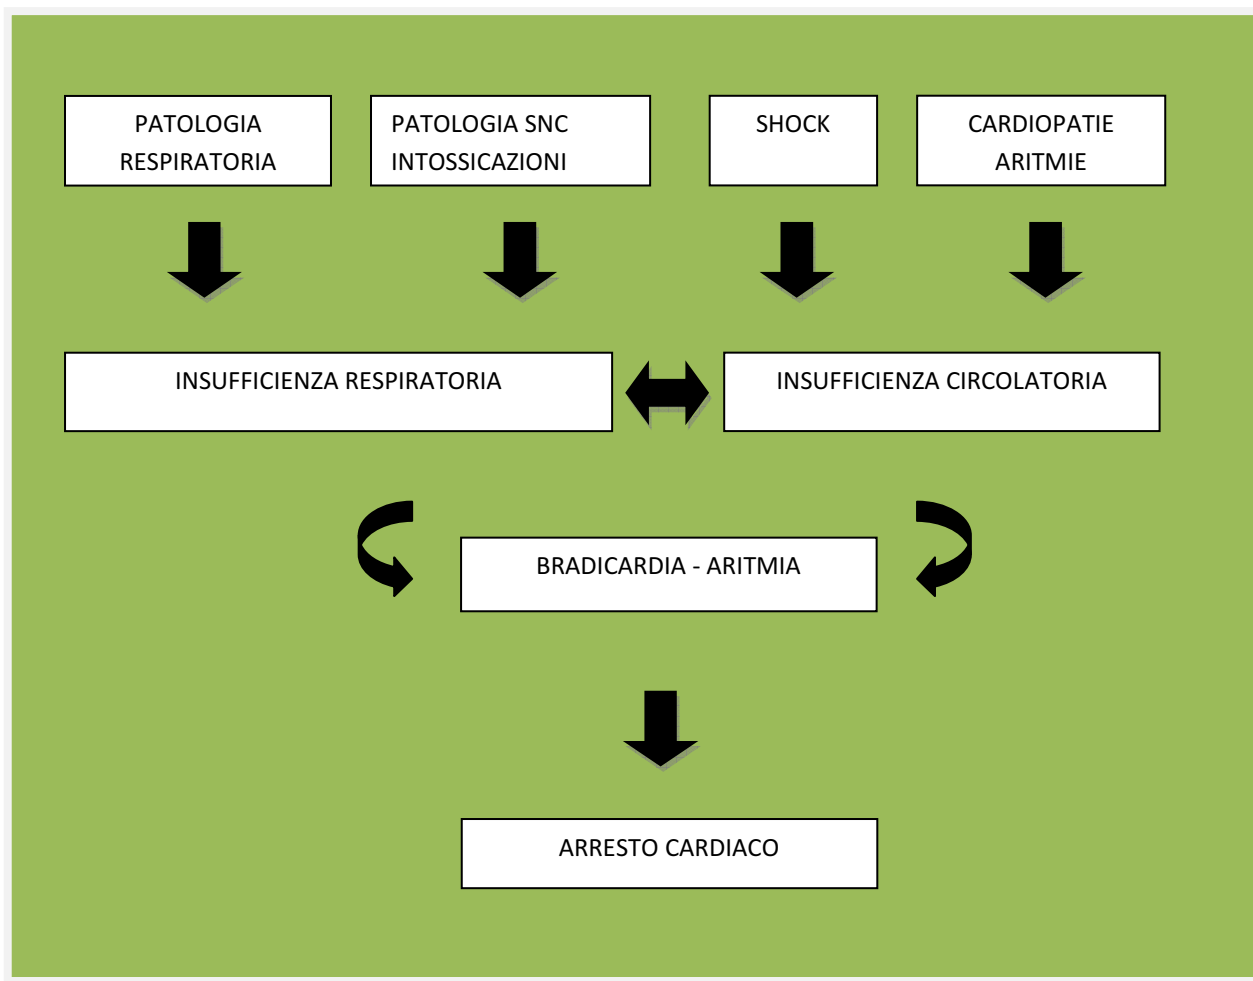 PATOLOGIA
RESPIRATORIA
PATOLOGIA SNC
INTOSSICAZIONI
SHOCK
CARDIOPATIE
ARITMIE
INSUFFICIENZA RESPIRATORIA
INSUFFICIENZA CIRCOLATORIA
BRADICARDIA - ARITMIA
ARRESTO CARDIACO